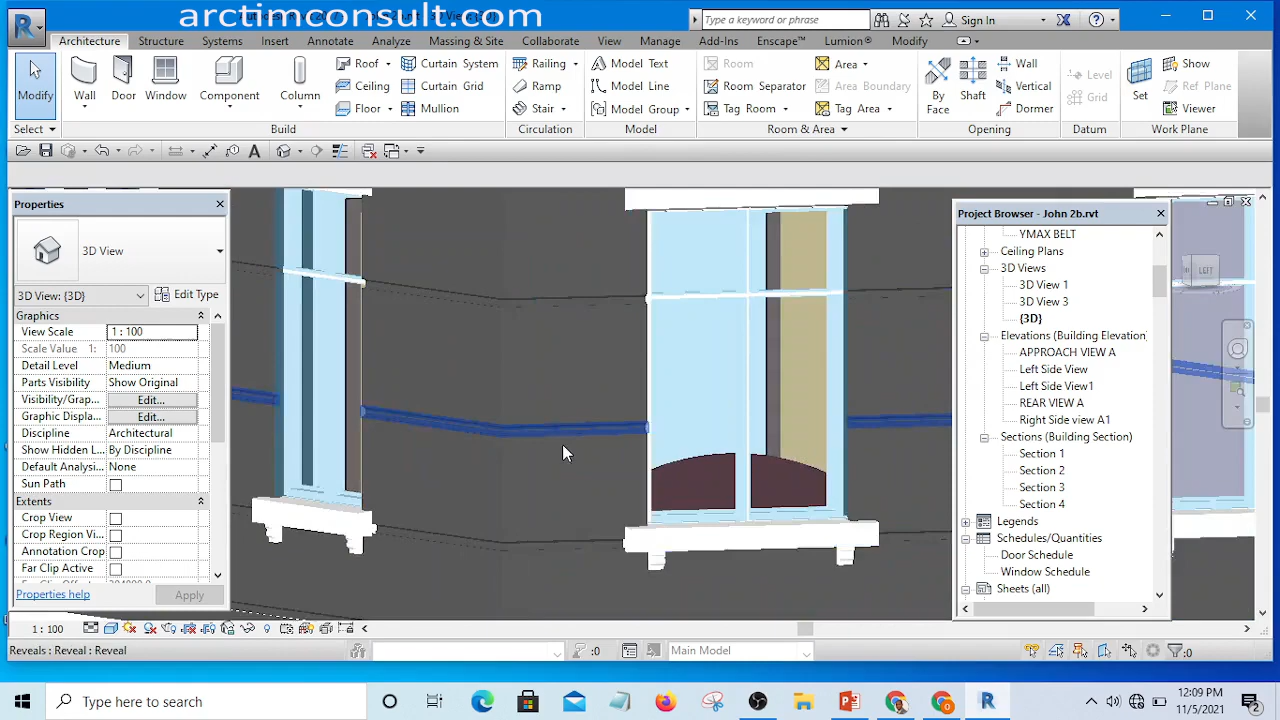 arctimconsult.com
Type a keyword or phrase
Sign In
Architecture Structure Systems Insert Annotate Analyze Massing & Site Collaborate View Manage Add-Ins Enscape™ Lumion® Modify
Modify
Select
Wall Door Window Component Column
Roof
Ceiling
Floor
Curtain System
Curtain Grid
Mullion
Build
Railing
Ramp
Stair
Circulation
Model Text
Model Line
Model Group
Model
Room
Room Separator
Tag Room
Area
Area Boundary
Tag Area
Room & Area
By Face
Shaft
Wall
Vertical
Dormer
Opening
Level
Grid
Datum
Set
Show
Ref Plane
Viewer
Work Plane
Properties
3D View
3D View: {3D} Edit Type
Graphics
View Scale 1 : 100
Scale Value 1: 100
Detail Level Medium
Parts Visibility Show Original
Visibility/Grap... Edit...
Graphic Displa... Edit...
Discipline Architectural
Show Hidden L... By Discipline
Default Analysi... None
Sun Path
Extents
Crop View
Crop Region Vi...
Annotation Crop
Far Clip Active
Properties help Apply
Project Browser - John 2b.rvt
YMAX BELT
Ceiling Plans
3D Views
3D View 1
3D View 3
{3D}
Elevations (Building Elevation)
APPROACH VIEW A
Left Side View
Left Side View1
REAR VIEW A
Right Side view A1
Sections (Building Section)
Section 1
Section 2
Section 3
Section 4
Legends
Schedules/Quantities
Door Schedule
Window Schedule
Sheets (all)
LEFT
1 : 100
Reveals : Reveal : Reveal
:0
Main Model
:0
Type here to search
12:09 PM
11/5/2021
2